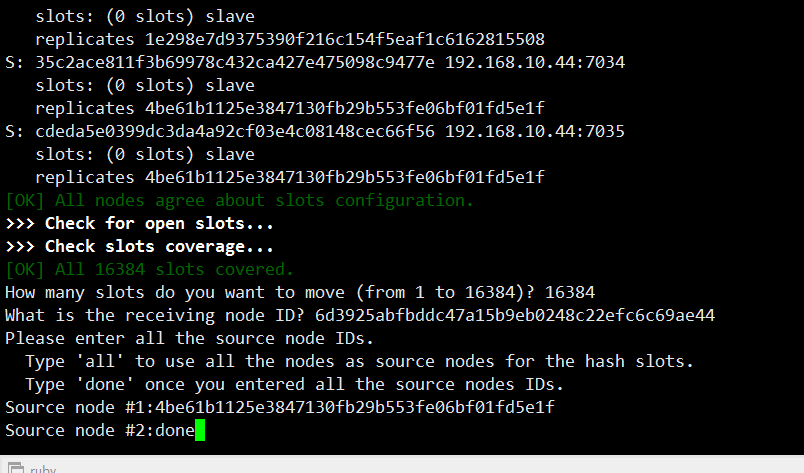 slots: (0 slots) slave
replicates 1e298e7d9375390f216c154f5eaf1c6162815508
S: 35c2ace811f3b69978c432ca427e475098c9477e 192.168.10.44:7034
slots: (0 slots) slave
replicates 4be61b1125e3847130fb29b553fe06bf01fd5e1f
S: cdeda5e0399dc3da4a92cf03e4c08148cec66f56 192.168.10.44:7035
slots: (0 slots) slave
replicates 4be61b1125e3847130fb29b553fe06bf01fd5e1f
[OK] All nodes agree about slots configuration.
>>> Check for open slots...
>>> Check slots coverage...
[OK] All 16384 slots covered.
How many slots do you want to move (from 1 to 16384)? 16384
What is the receiving node ID? 6d3925abfbddc47a15b9eb0248c22efc6c69ae44
Please enter all the source node IDs.
Type 'all' to use all the nodes as source nodes for the hash slots.
Type 'done' once you entered all the source nodes IDs.
Source node #1:4be61b1125e3847130fb29b553fe06bf01fd5e1f
Source node #2:done
ruby